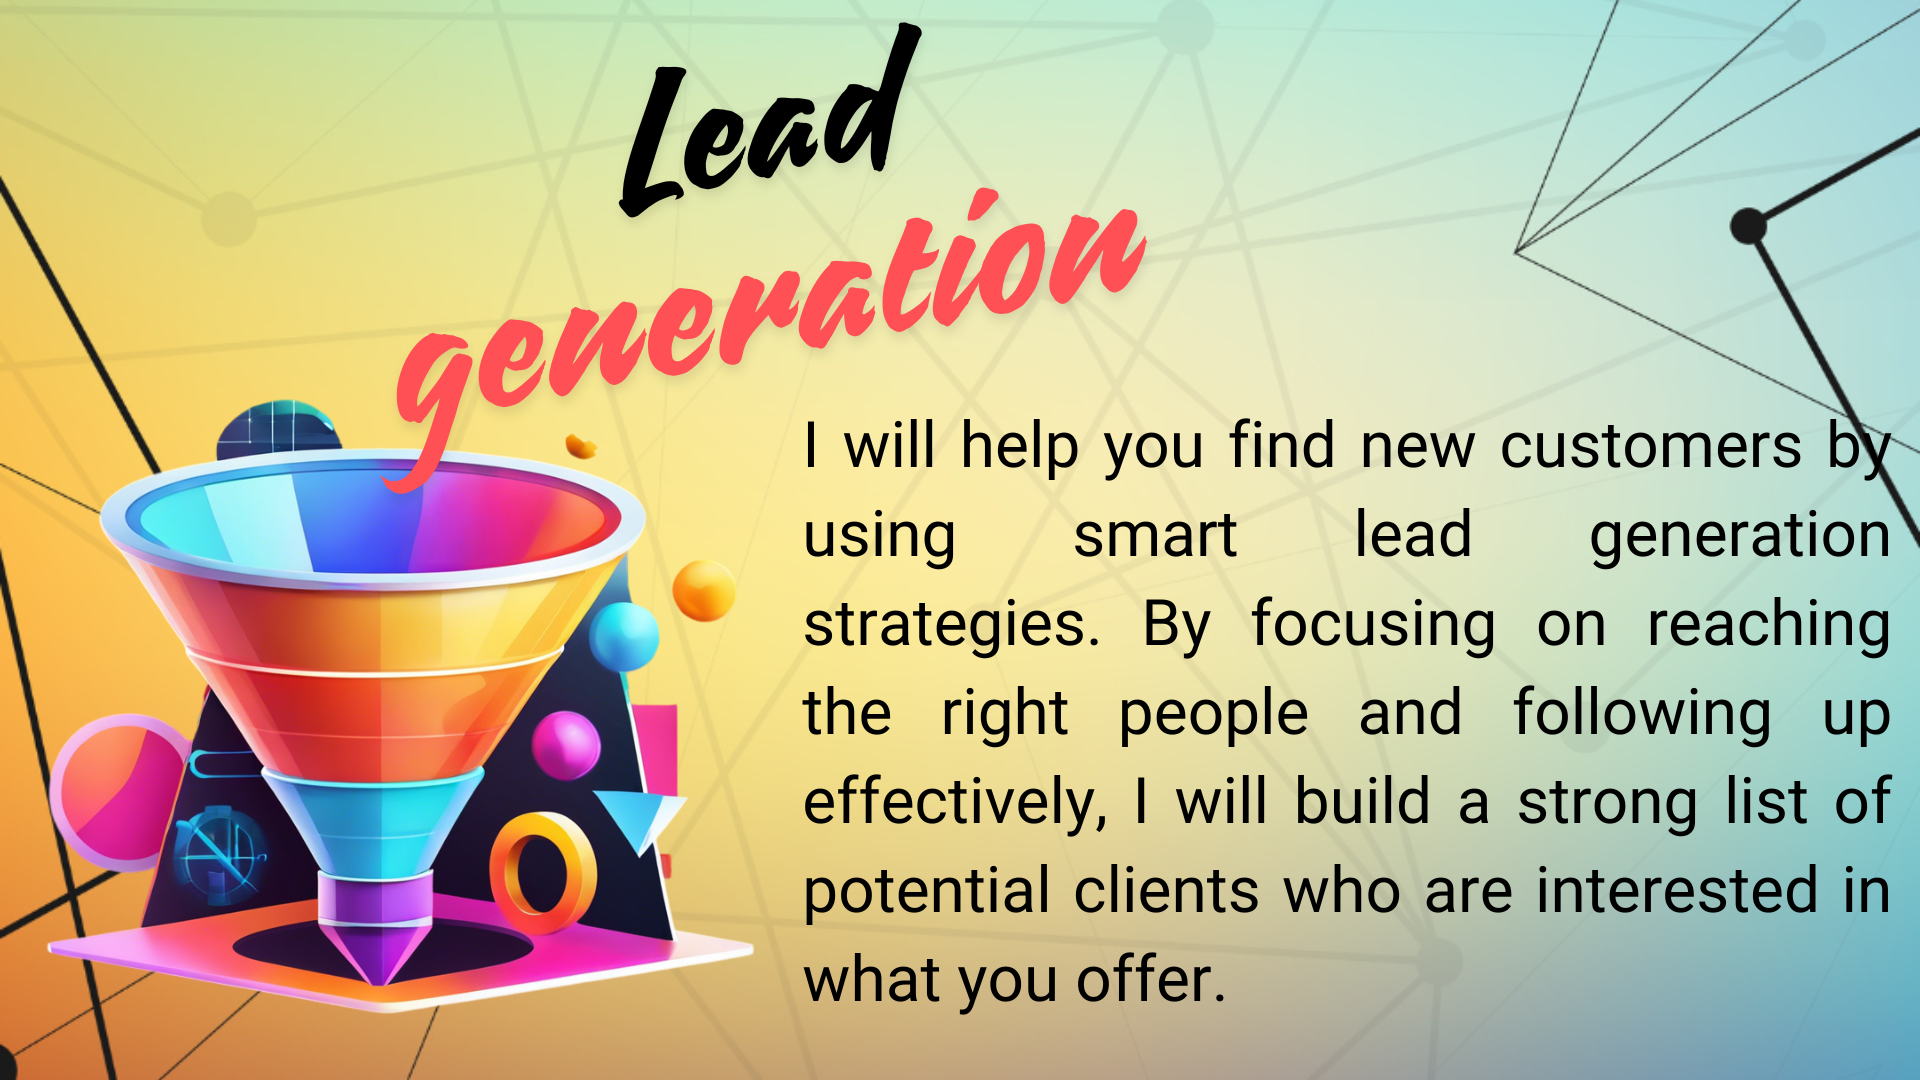 Lead
generation
I will help you find new customers by
using smart lead generation
strategies. By focusing on reaching
the right people and following up
effectively, I will build a strong list of
potential clients who are interested in
what you offer.